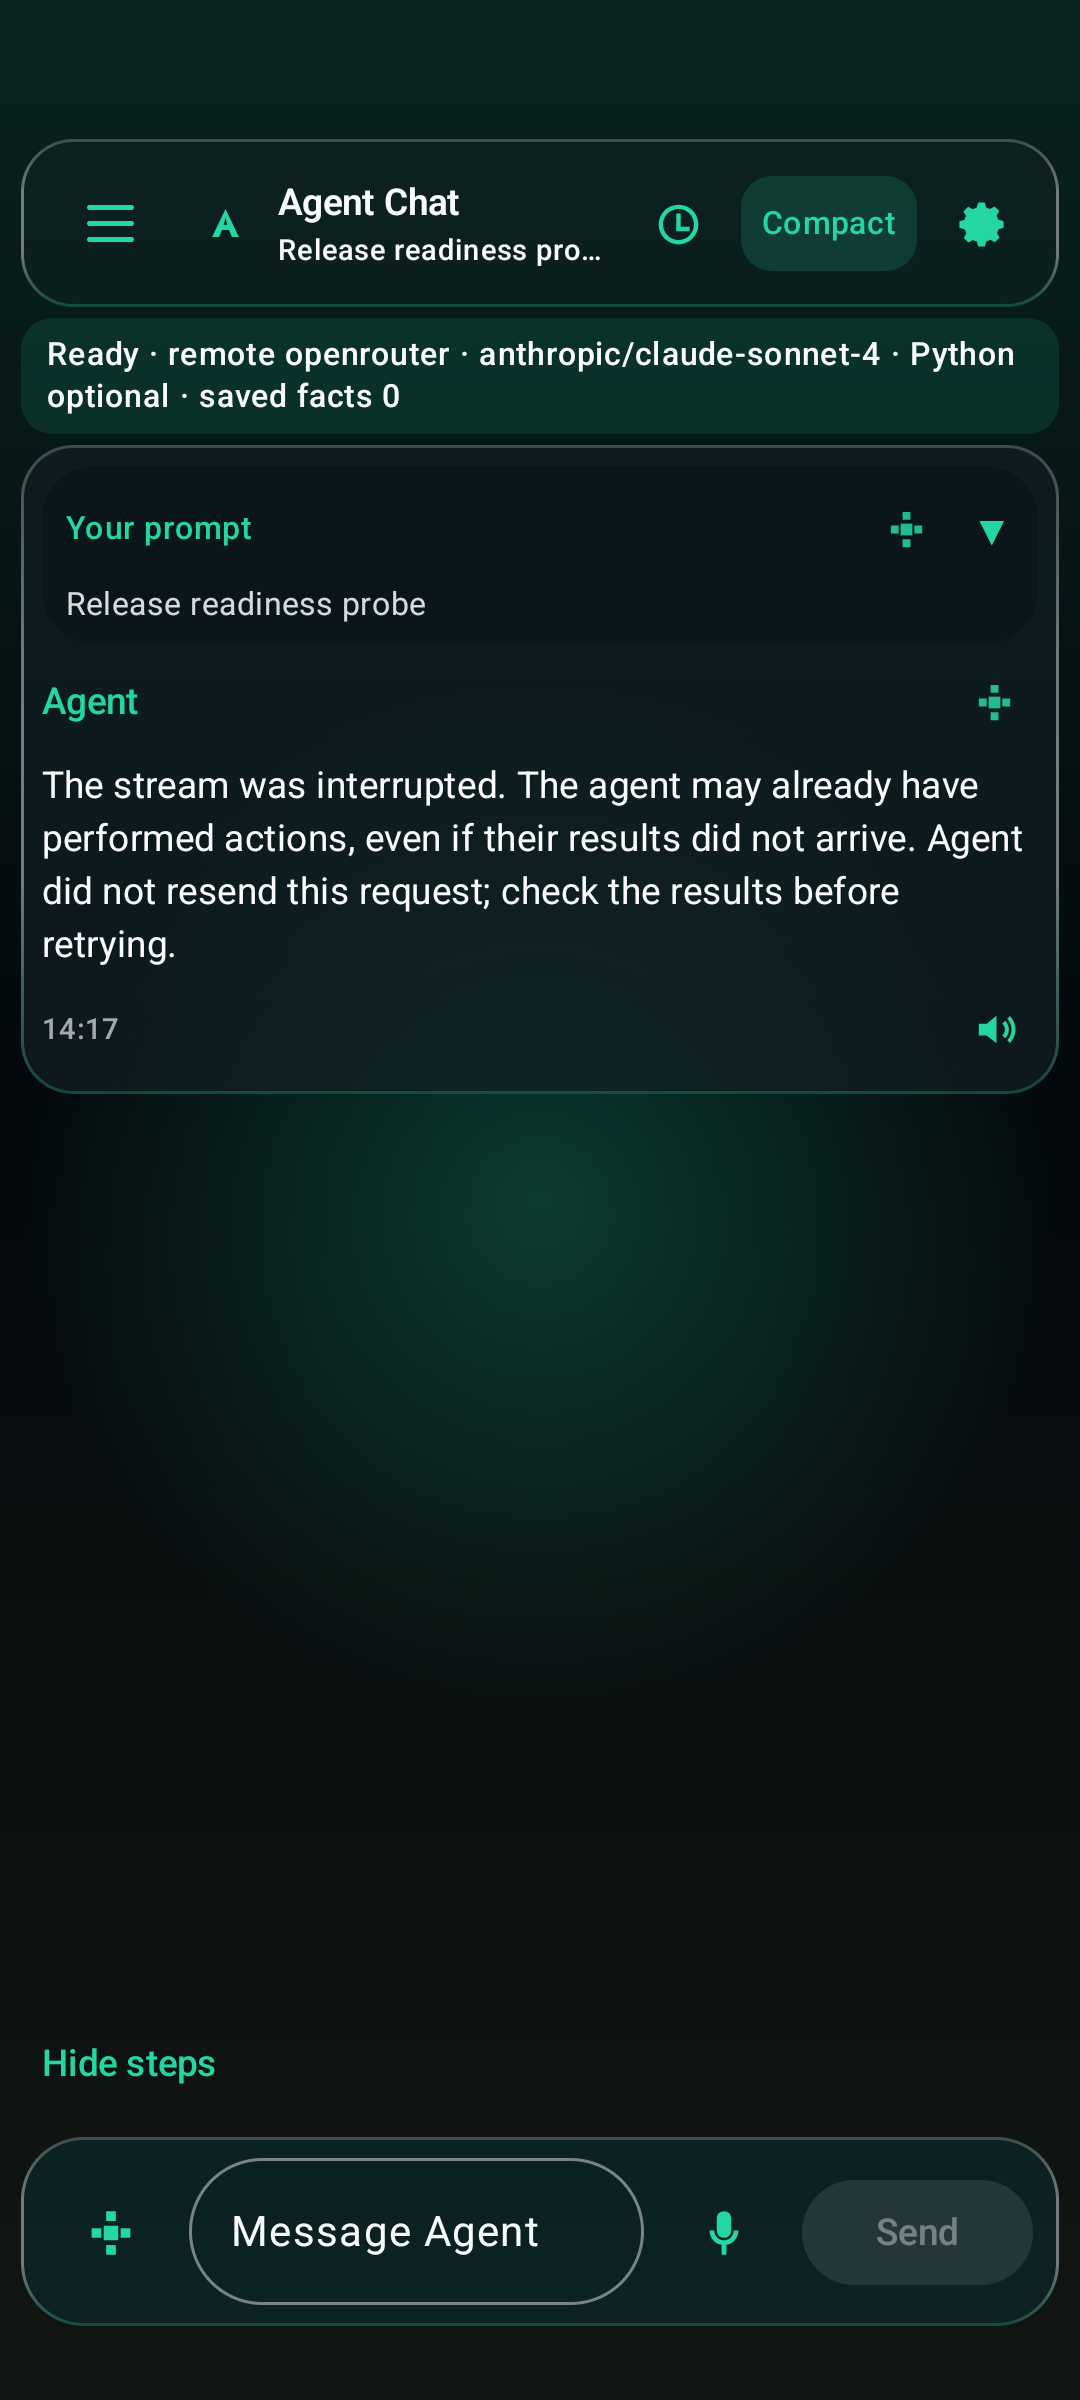 Agent Chat
Release readiness pro...
Compact
Ready · remote openrouter · anthropic/claude-sonnet-4 · Python
optional · saved facts 0
Your prompt
Release readiness probe
Agent
The stream was interrupted. The agent may already have
performed actions, even if their results did not arrive. Agent
did not resend this request; check the results before
retrying.
14:17
Hide steps
Message Agent
Send